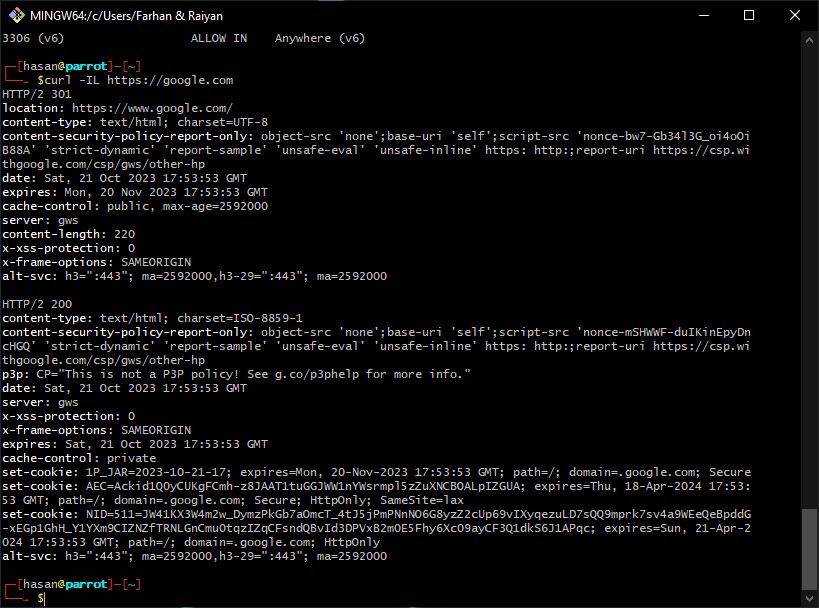 MINGW64:/c/Users/Farhan & Raiyan
3306 (v6) ALLOW IN Anywhere (v6)
┌─[hasan@parrot]─[~]
└──╼ $curl -IL https://google.com
HTTP/2 301
location: https://www.google.com/
content-type: text/html; charset=UTF-8
content-security-policy-report-only: object-src 'none';base-uri 'self';script-src 'nonce-bw7-Gb34l3G_oi4oOi
B88A' 'strict-dynamic' 'report-sample' 'unsafe-eval' 'unsafe-inline' https: http:;report-uri https://csp.wi
thgoogle.com/csp/gws/other-hp
date: Sat, 21 Oct 2023 17:53:53 GMT
expires: Mon, 20 Nov 2023 17:53:53 GMT
cache-control: public, max-age=2592000
server: gws
content-length: 220
x-xss-protection: 0
x-frame-options: SAMEORIGIN
alt-svc: h3=":443"; ma=2592000,h3-29=":443"; ma=2592000
HTTP/2 200
content-type: text/html; charset=ISO-8859-1
content-security-policy-report-only: object-src 'none';base-uri 'self';script-src 'nonce-mSHWWF-duIKinEpyDn
cHGQ' 'strict-dynamic' 'report-sample' 'unsafe-eval' 'unsafe-inline' https: http:;report-uri https://csp.wi
thgoogle.com/csp/gws/other-hp
p3p: CP="This is not a P3P policy! See g.co/p3phelp for more info."
date: Sat, 21 Oct 2023 17:53:53 GMT
server: gws
x-xss-protection: 0
x-frame-options: SAMEORIGIN
expires: Sat, 21 Oct 2023 17:53:53 GMT
cache-control: private
set-cookie: 1P_JAR=2023-10-21-17; expires=Mon, 20-Nov-2023 17:53:53 GMT; path=/; domain=.google.com; Secure
set-cookie: AEC=Ackid1QOyCUKgFCmh-z8JAAT1tuGGJWW1nYWsrmpl5zZuXNCBOALpIZGUA; expires=Thu, 18-Apr-2024 17:53:
53 GMT; path=/; domain=.google.com; Secure; HttpOnly; SameSite=lax
set-cookie: NID=511=JW41KX3W4m2w_DymzPkGb7aOmcT_4tJ5jPmPNnNO6G8yzZ2cUp69vIXyqezuLD7sQQ9mprk7sv4a9WEeQeBpddG
-xEGp1GhH_Y1YXm9CIZNZfTRNLGnCmuOtqzIZqCFsndQBvId3DPVxB2mOE5Fhy6Xc09ayCF3Q1dkS6J1APqc; expires=Sun, 21-Apr-2
024 17:53:53 GMT; path=/; domain=.google.com; HttpOnly
alt-svc: h3=":443"; ma=2592000,h3-29=":443"; ma=2592000
┌─[hasan@parrot]─[~]
└──╼ $